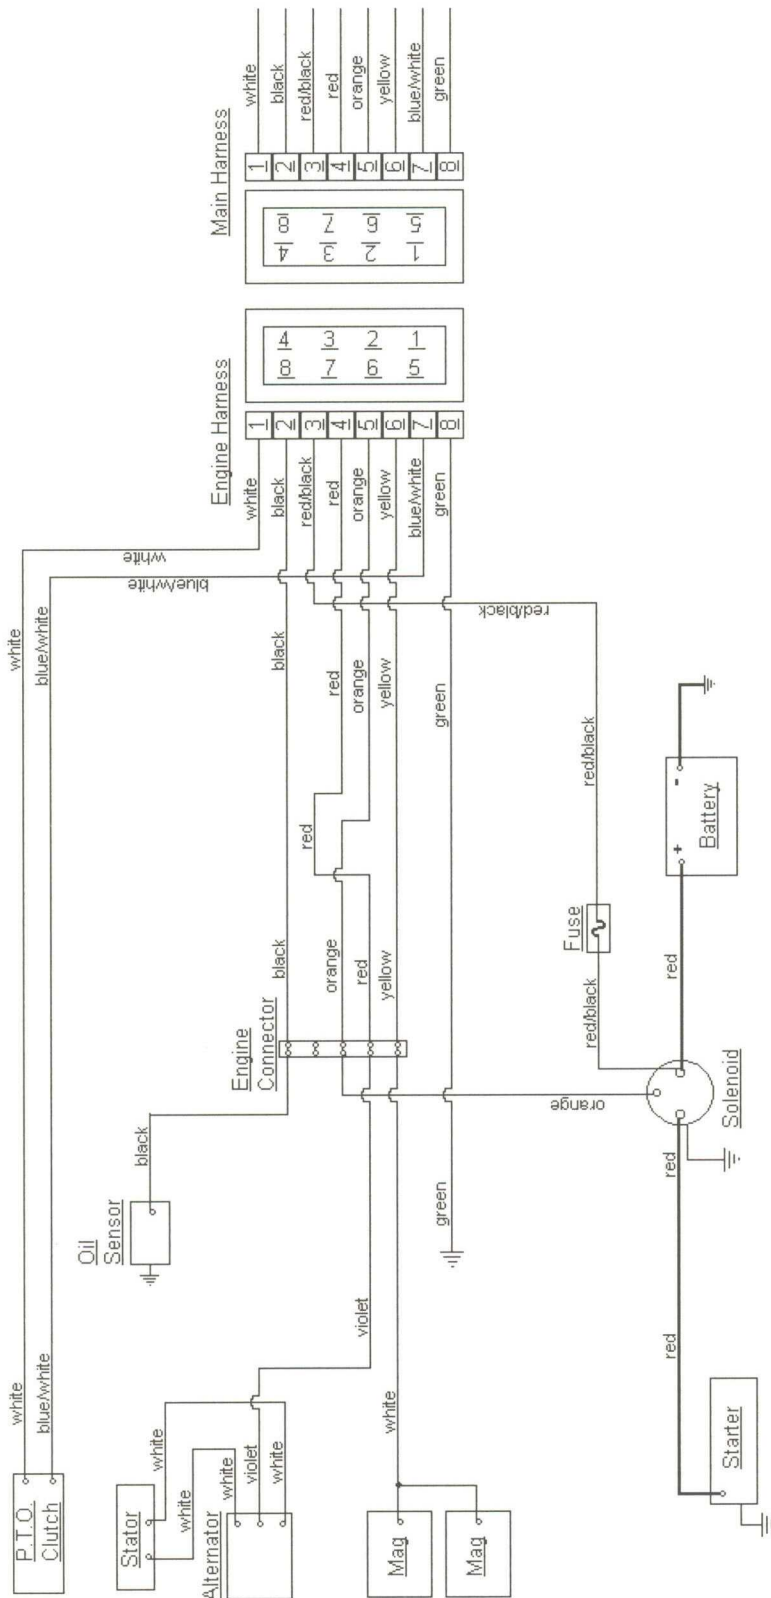 P.T.O.
Clutch
white
white
white
blue/white
blue/white
blue/white
white
Oil
Sensor
black
Stator
white
white
Alternator
white
violet
white
violet
Engine
Connector
black
black
black
orange
red
red
red
red
orange
orange
yellow
yellow
yellow
green
green
green
white
red/black
blue/white
Engine Harness
1
2
3
4
5
6
7
8
4
3
2
1
8
7
6
5
Main Harness
8
7
6
5
4
3
2
1
1
2
3
4
5
6
7
8
white
black
red/black
red
orange
yellow
blue/white
green
Mag
Mag
white
orange
red/black
Fuse
red/black
red/black
Starter
red
red
Solenoid
red
+
-
Battery